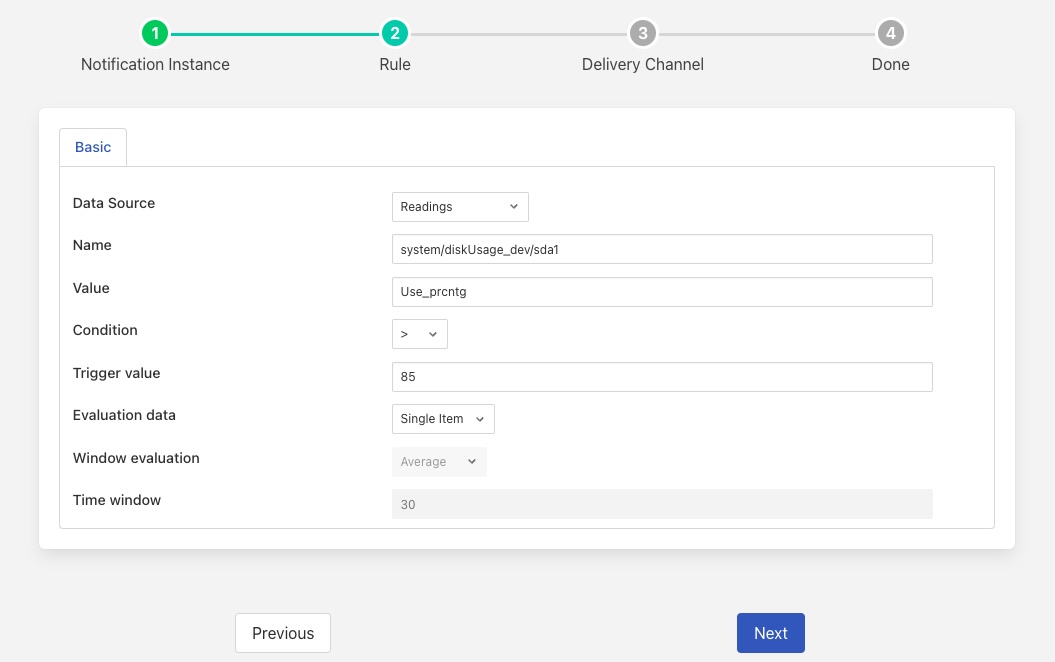 1 2 3 4
Notification Instance Rule Delivery Channel Done
Basic
Data Source Readings
Name system/diskUsage_dev/sda1
Value Use_prcntg
Condition >
Trigger value 85
Evaluation data Single Item
Window evaluation Average
Time window 30
Previous Next